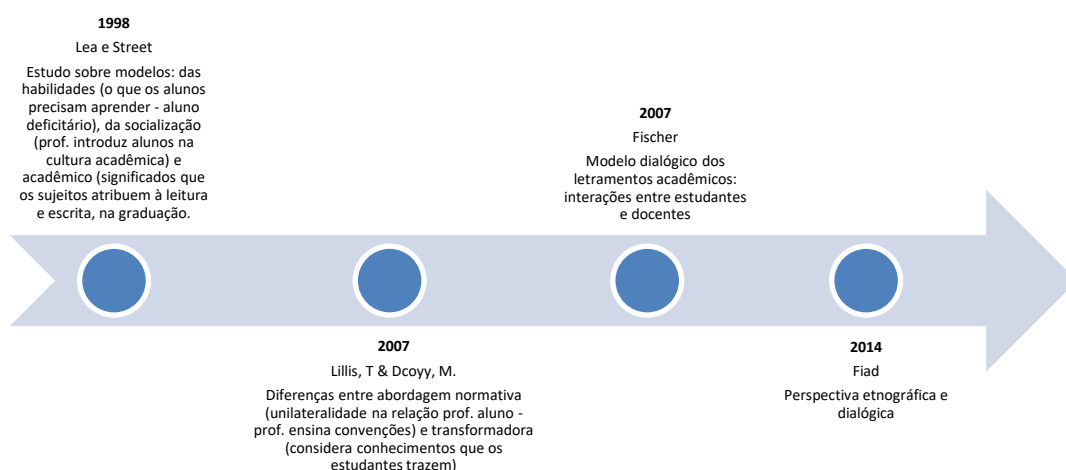 1998
Lea e Street
Estudo sobre modelos: das
habilidades (o que os alunos
precisam aprender - aluno
deficitário), da socialização
(prof. introduz alunos na
cultura acadêmica) e
acadêmico (significados que
os sujeitos atribuem à leitura
e escrita, na graduação.
2007
Lillis, T & Dcoyy, M.
Diferenças entre abordagem normativa
(unilateralidade na relação prof. aluno -
prof. ensina convenções) e transformadora
(considera conhecimentos que os
estudantes trazem)
2007
Fischer
Modelo dialógico dos
letramentos acadêmicos:
interações entre estudantes
e docentes
2014
Fiad
Perspectiva etnográfica e
dialógica